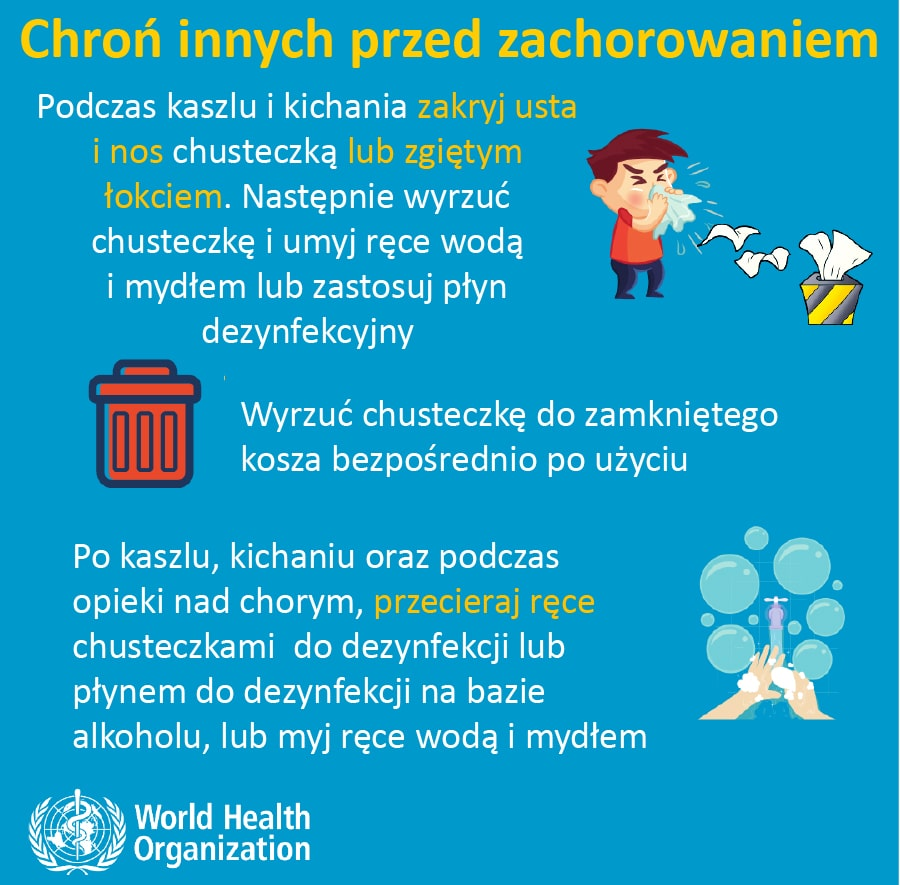 Chroń innych przed zachorowaniem
Podczas kaszlu i kichania zakryj usta
i nos chusteczką lub zgiętym
łokciem. Następnie wyrzuć
chusteczkę i umyj ręce wodą
i mydłem lub zastosuj płyn
dezynfekcyjny
Wyrzuć chusteczkę do zamkniętego
kosza bezpośrednio po użyciu
Po kaszlu, kichaniu oraz podczas
opieki nad chorym, przecieraj ręce
chusteczkami  do dezynfekcji lub
płynem do dezynfekcji na bazie
alkoholu, lub myj ręce wodą i mydłem
World Health
Organization